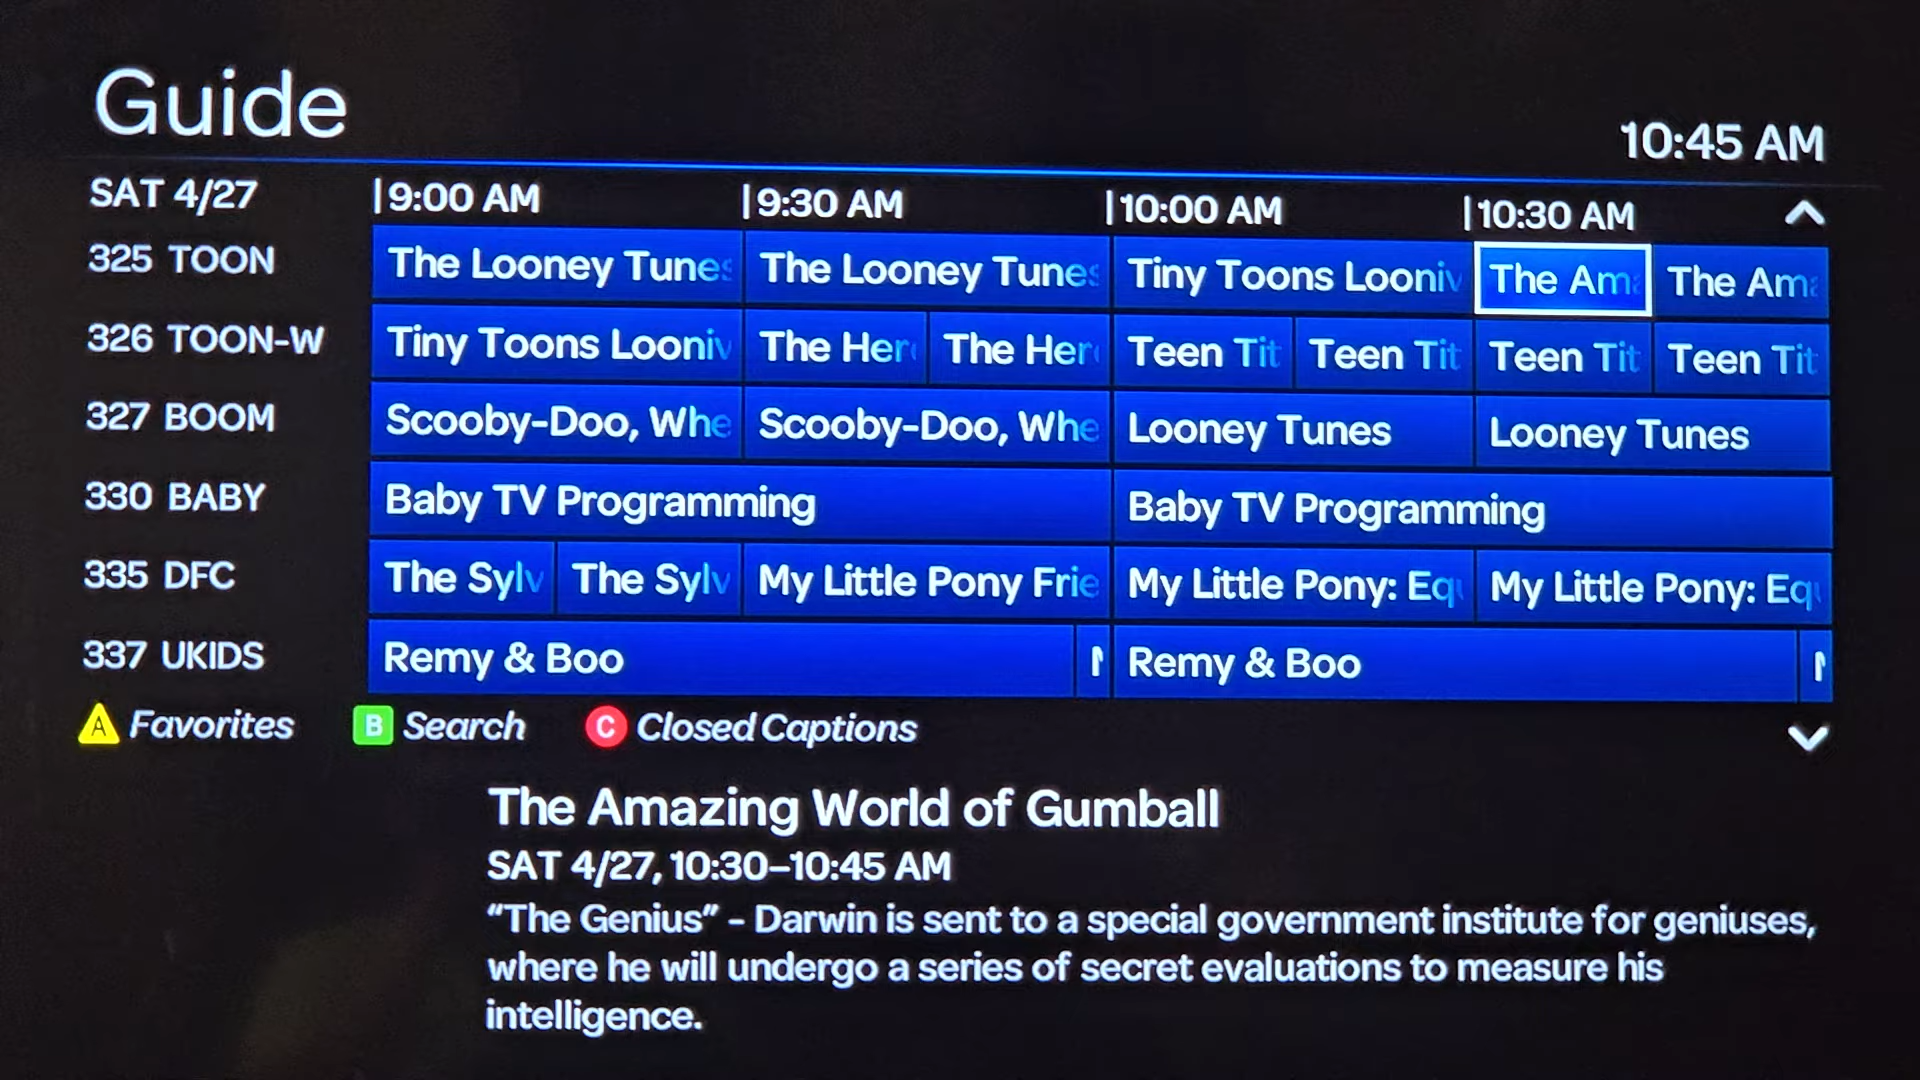 Guide
10:45 AM
SAT 4/27 |9:00 AM |9:30 AM |10:00 AM |10:30 AM
325 TOON The Looney Tunes The Looney Tunes Tiny Toons Looniv The Ama The Ama
326 TOON-W Tiny Toons Looniv The Her The Her Teen Tit Teen Tit Teen Tit Teen Tit
327 BOOM Scooby-Doo, Whe Scooby-Doo, Whe Looney Tunes Looney Tunes
330 BABY Baby TV Programming Baby TV Programming
335 DFC The Sylv The Sylv My Little Pony Frie My Little Pony: Equ My Little Pony: Equ
337 UKIDS Remy & Boo Remy & Boo
A Favorites B Search C Closed Captions
The Amazing World of Gumball
SAT 4/27, 10:30–10:45 AM
“The Genius” – Darwin is sent to a special government institute for geniuses,
where he will undergo a series of secret evaluations to measure his
intelligence.